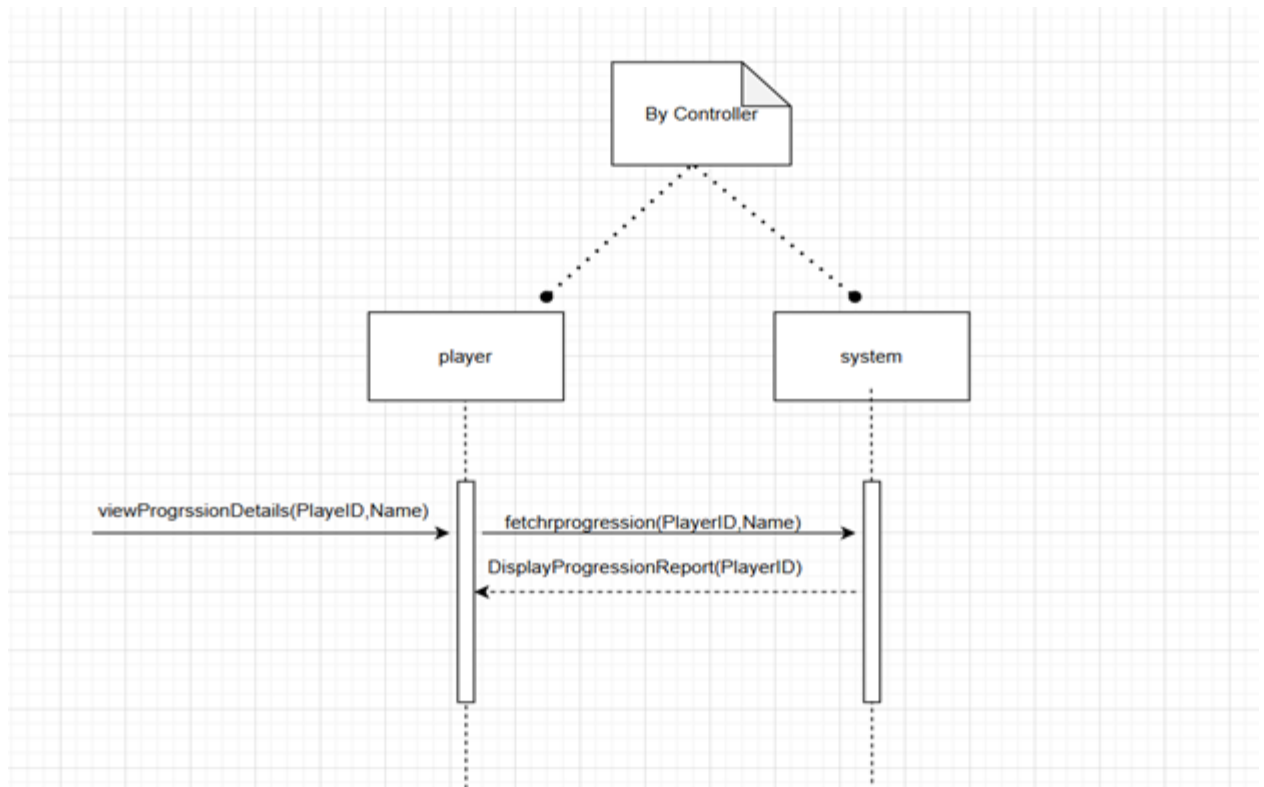 By Controller
player
system
viewProgrssionDetails(PlayeID,Name)
fetchrprogression(PlayerID,Name)
DisplayProgressionReport(PlayerID)